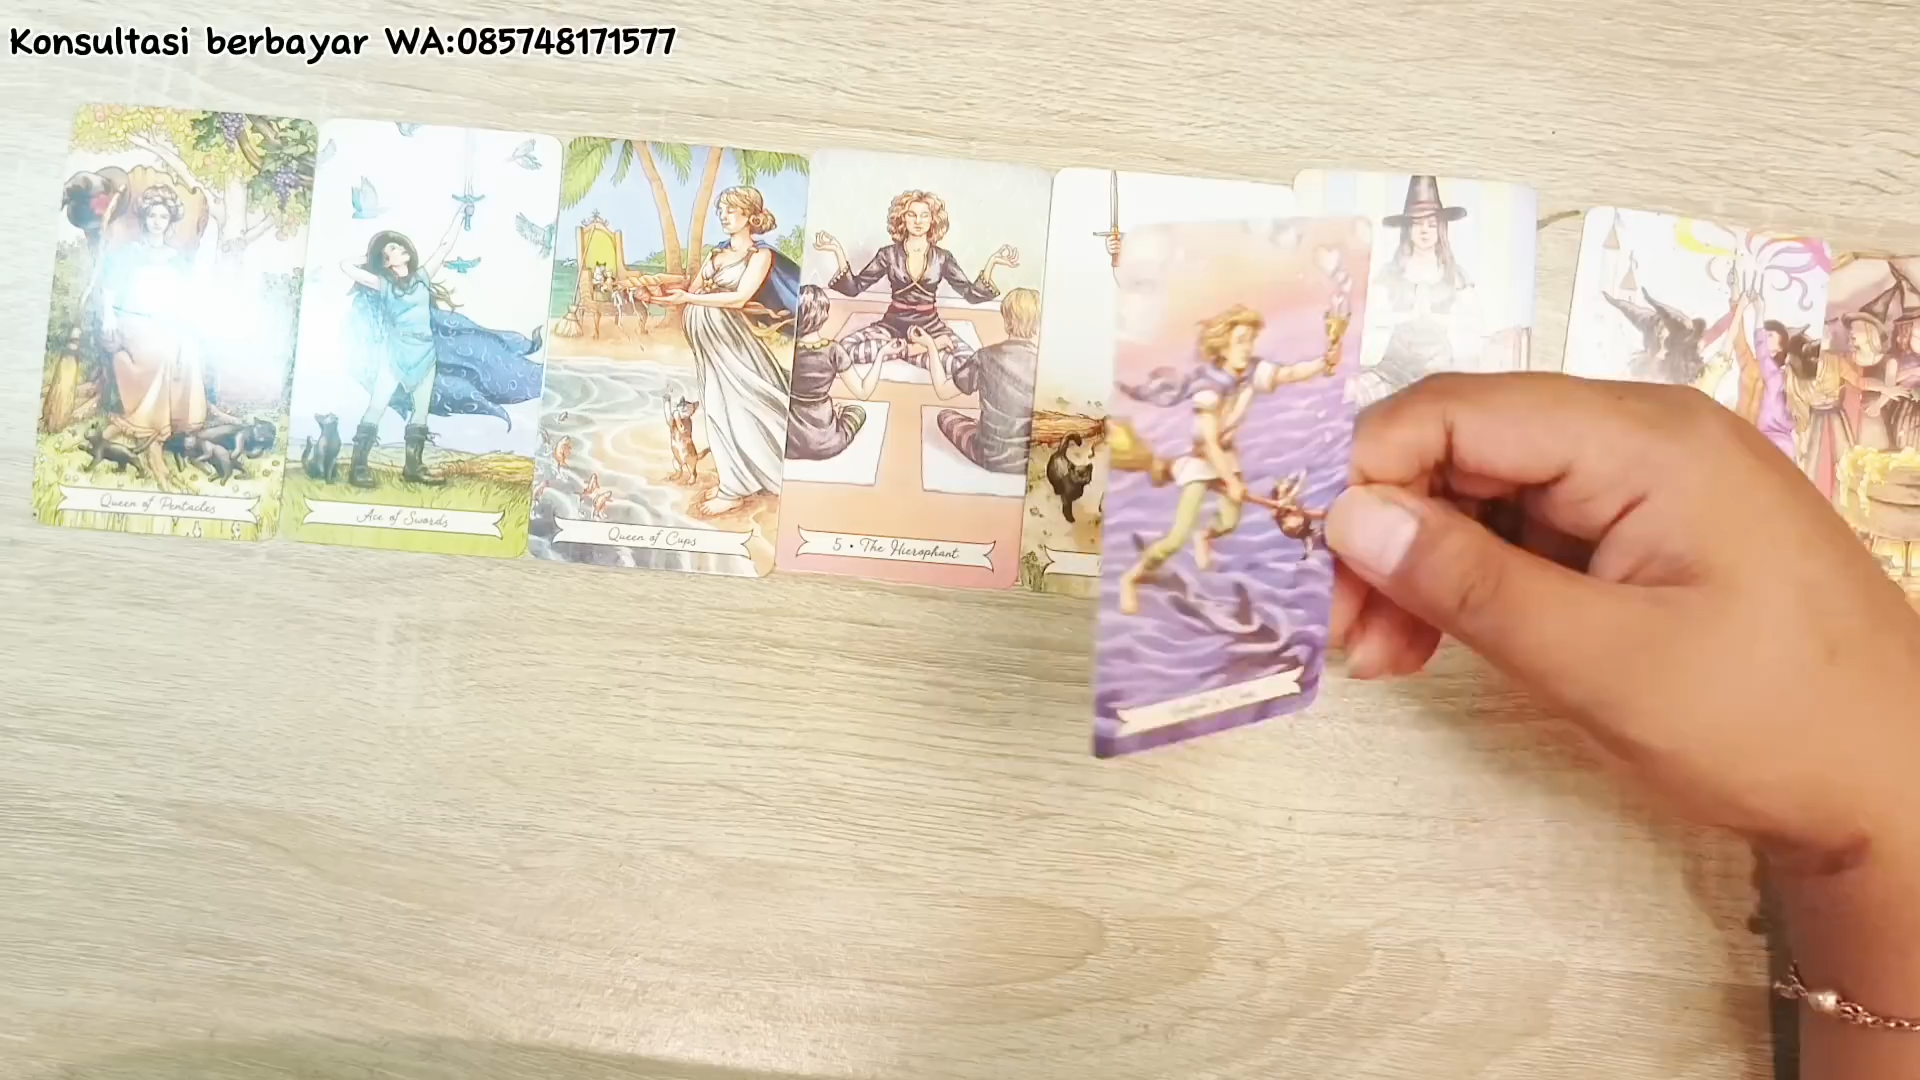 Konsultasi berbayar WA:085748171577
Queen of Pentacles
Ace of Swords
Queen of Cups
5 • The Hierophant